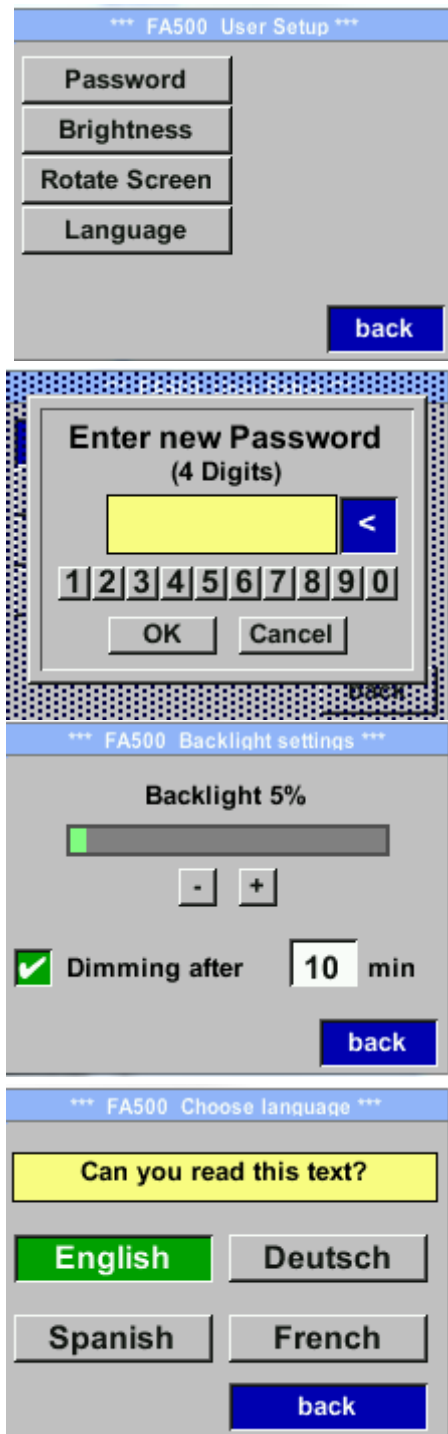 *** FA500 User Setup ***
Password
Brightness
Rotate Screen
Language
back
Enter new Password
(4 Digits)
<
1 2 3 4 5 6 7 8 9 0
OK Cancel
back
*** FA500 Backlight settings ***
Backlight 5%
- +
Dimming after 10 min
back
*** FA500 Choose language ***
Can you read this text?
English Deutsch
Spanish French
back